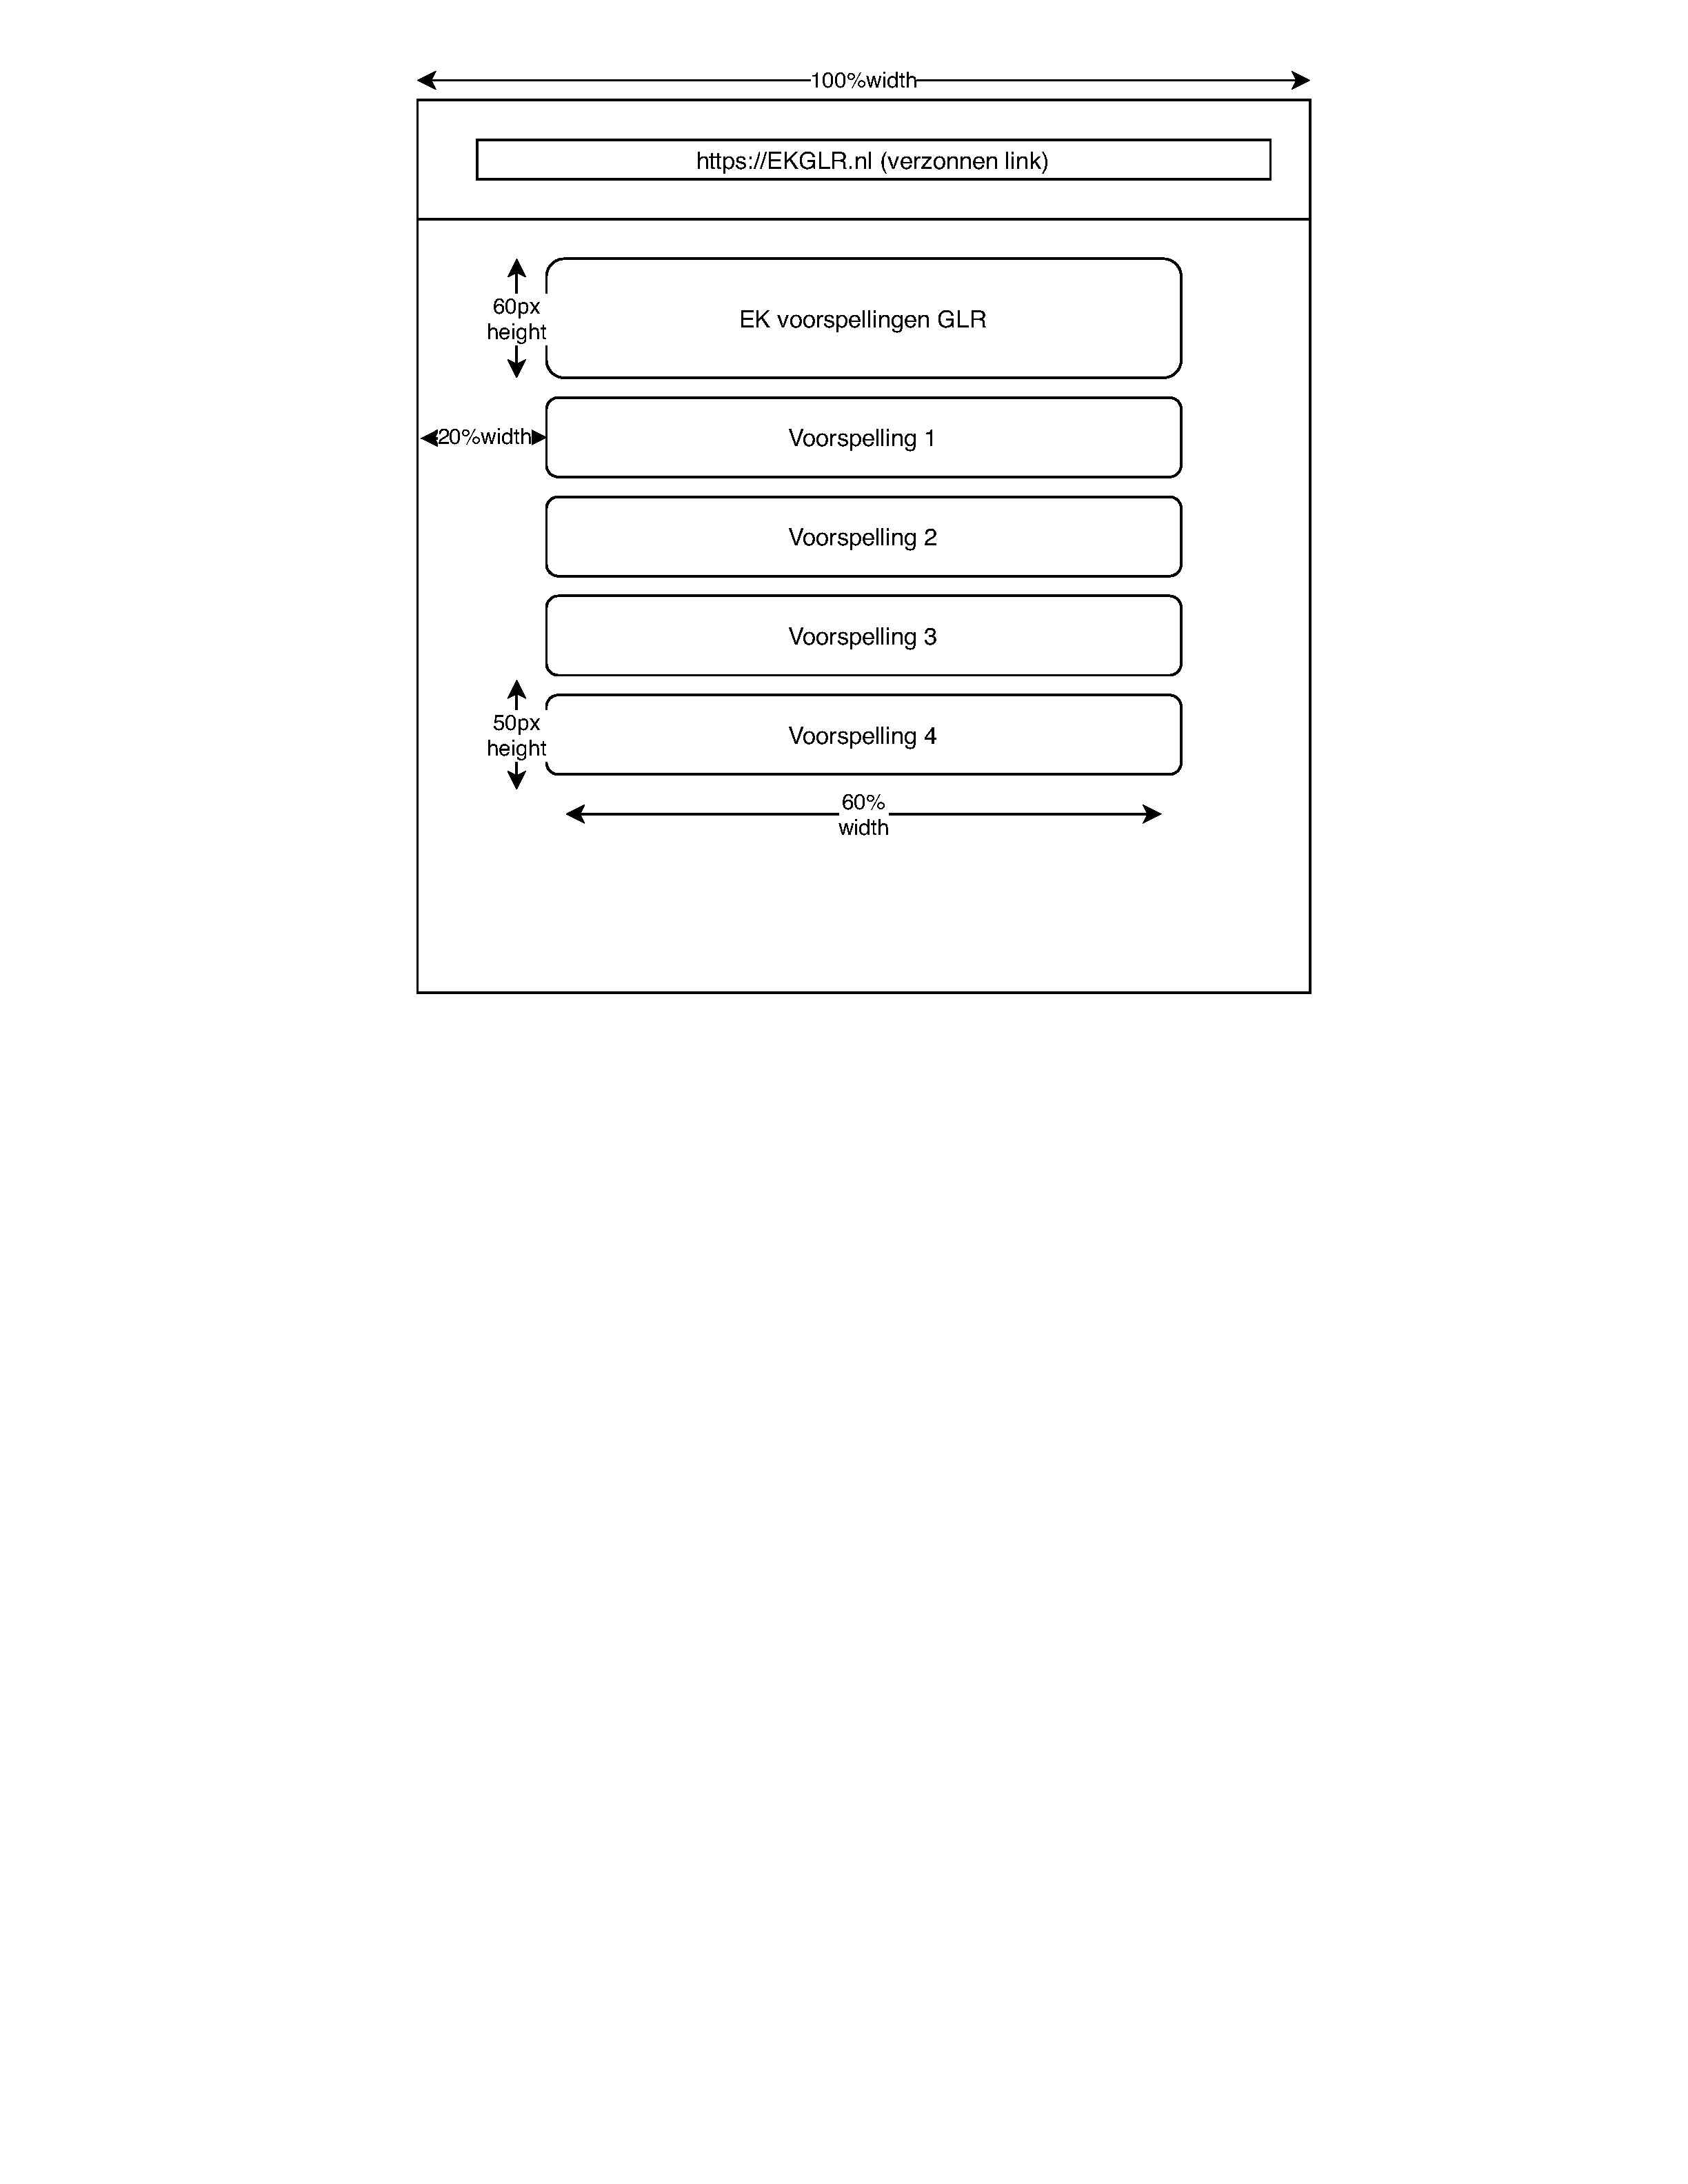 100%width
https://EKGLR.nl (verzonnen link)
60px
height
EK voorspellingen GLR
20%width
Voorspelling 1
Voorspelling 2
Voorspelling 3
50px
height
Voorspelling 4
60%
width